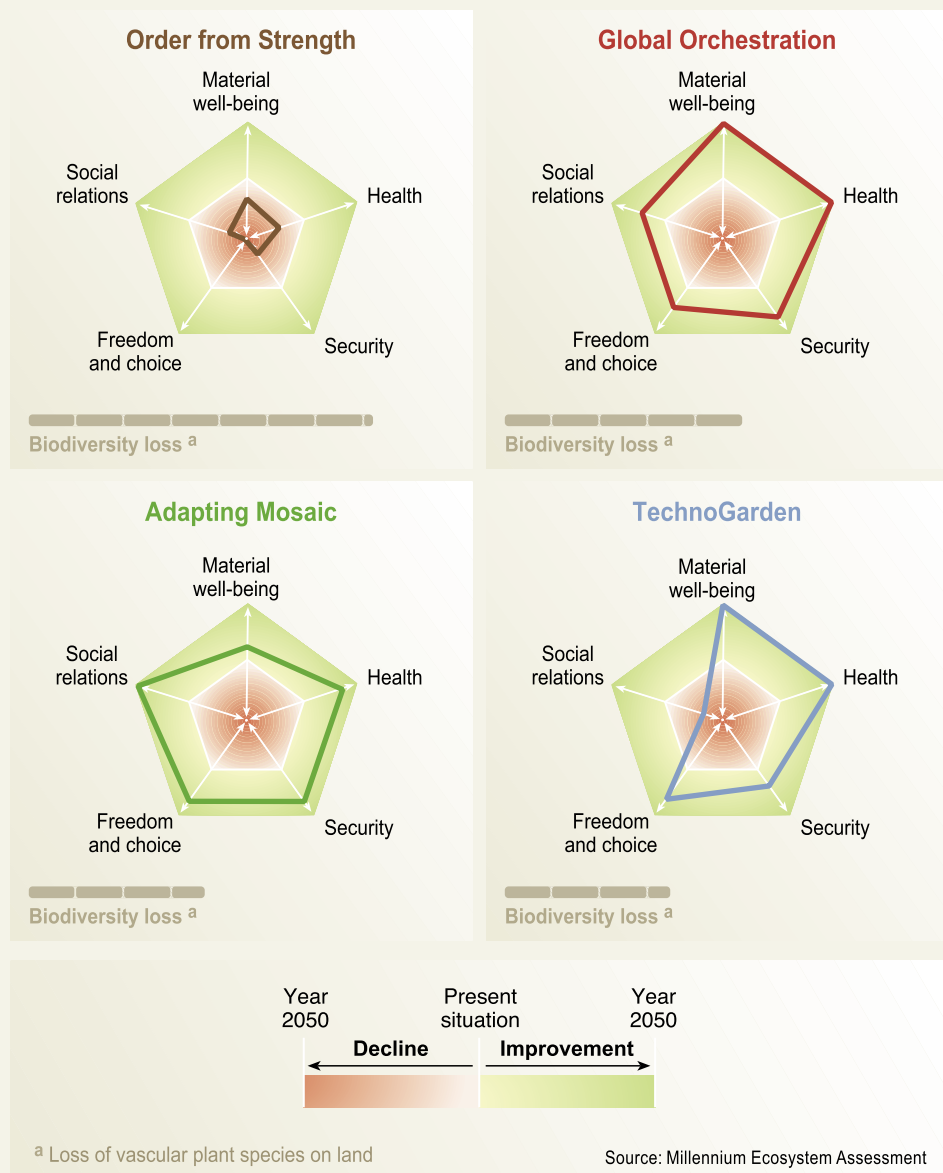 Order from Strength
Material
well-being
Social
relations
Health
Freedom
and choice
Security
Biodiversity loss a
Global Orchestration
Material
well-being
Social
relations
Health
Freedom
and choice
Security
Biodiversity loss a
Adapting Mosaic
Material
well-being
Social
relations
Health
Freedom
and choice
Security
Biodiversity loss a
TechnoGarden
Material
well-being
Social
relations
Health
Freedom
and choice
Security
Biodiversity loss a
Year
2050
Present
situation
Year
2050
Decline
Improvement
a Loss of vascular plant species on land
Source: Millennium Ecosystem Assessment